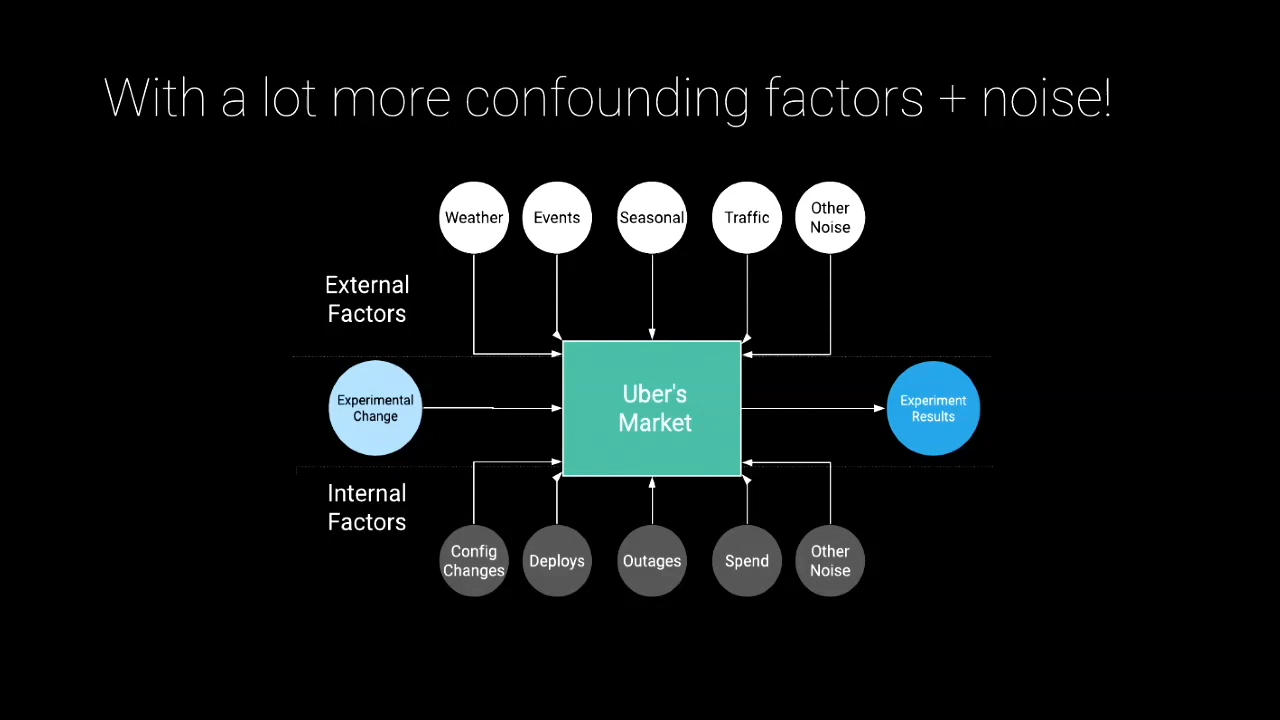 With a lot more confounding factors + noise!
Weather
Events
Seasonal
Traffic
Other
Noise
External
Factors
Experimental
Change
Uber's
Market
Experiment
Results
Internal
Factors
Config
Changes
Deploys
Outages
Spend
Other
Noise